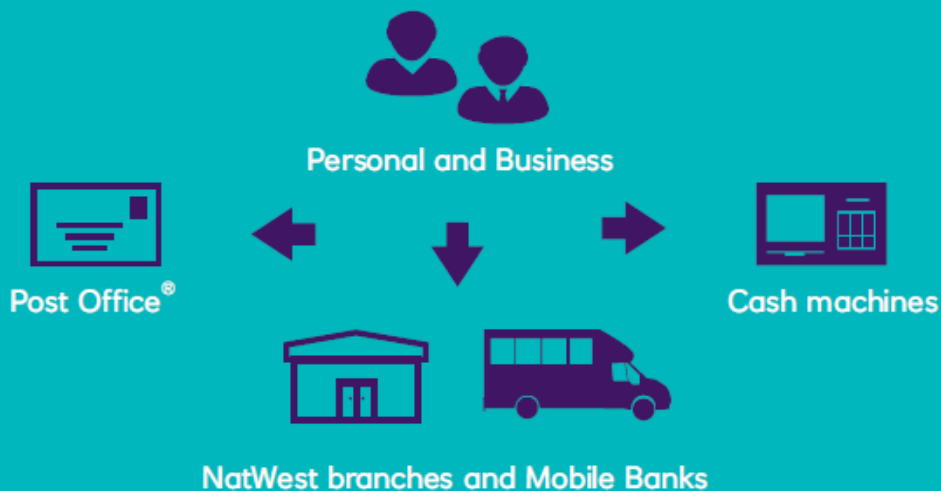 Personal and Business
Post Office®
Cash machines
NatWest branches and Mobile Banks